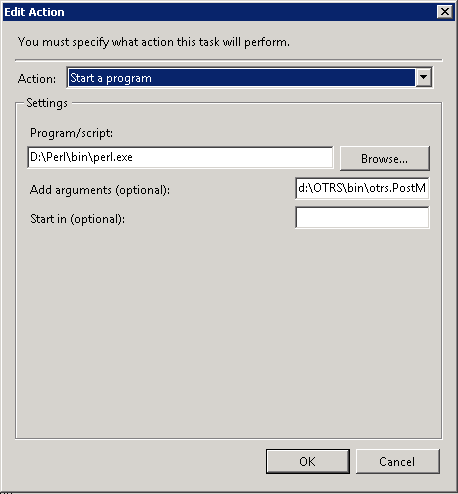 Edit Action
You must specify what action this task will perform.
Action: Start a program
Settings
Program/script:
D:\Perl\bin\perl.exe Browse...
Add arguments (optional): d:\OTRS\bin\otrs.PostM
Start in (optional):
OK Cancel